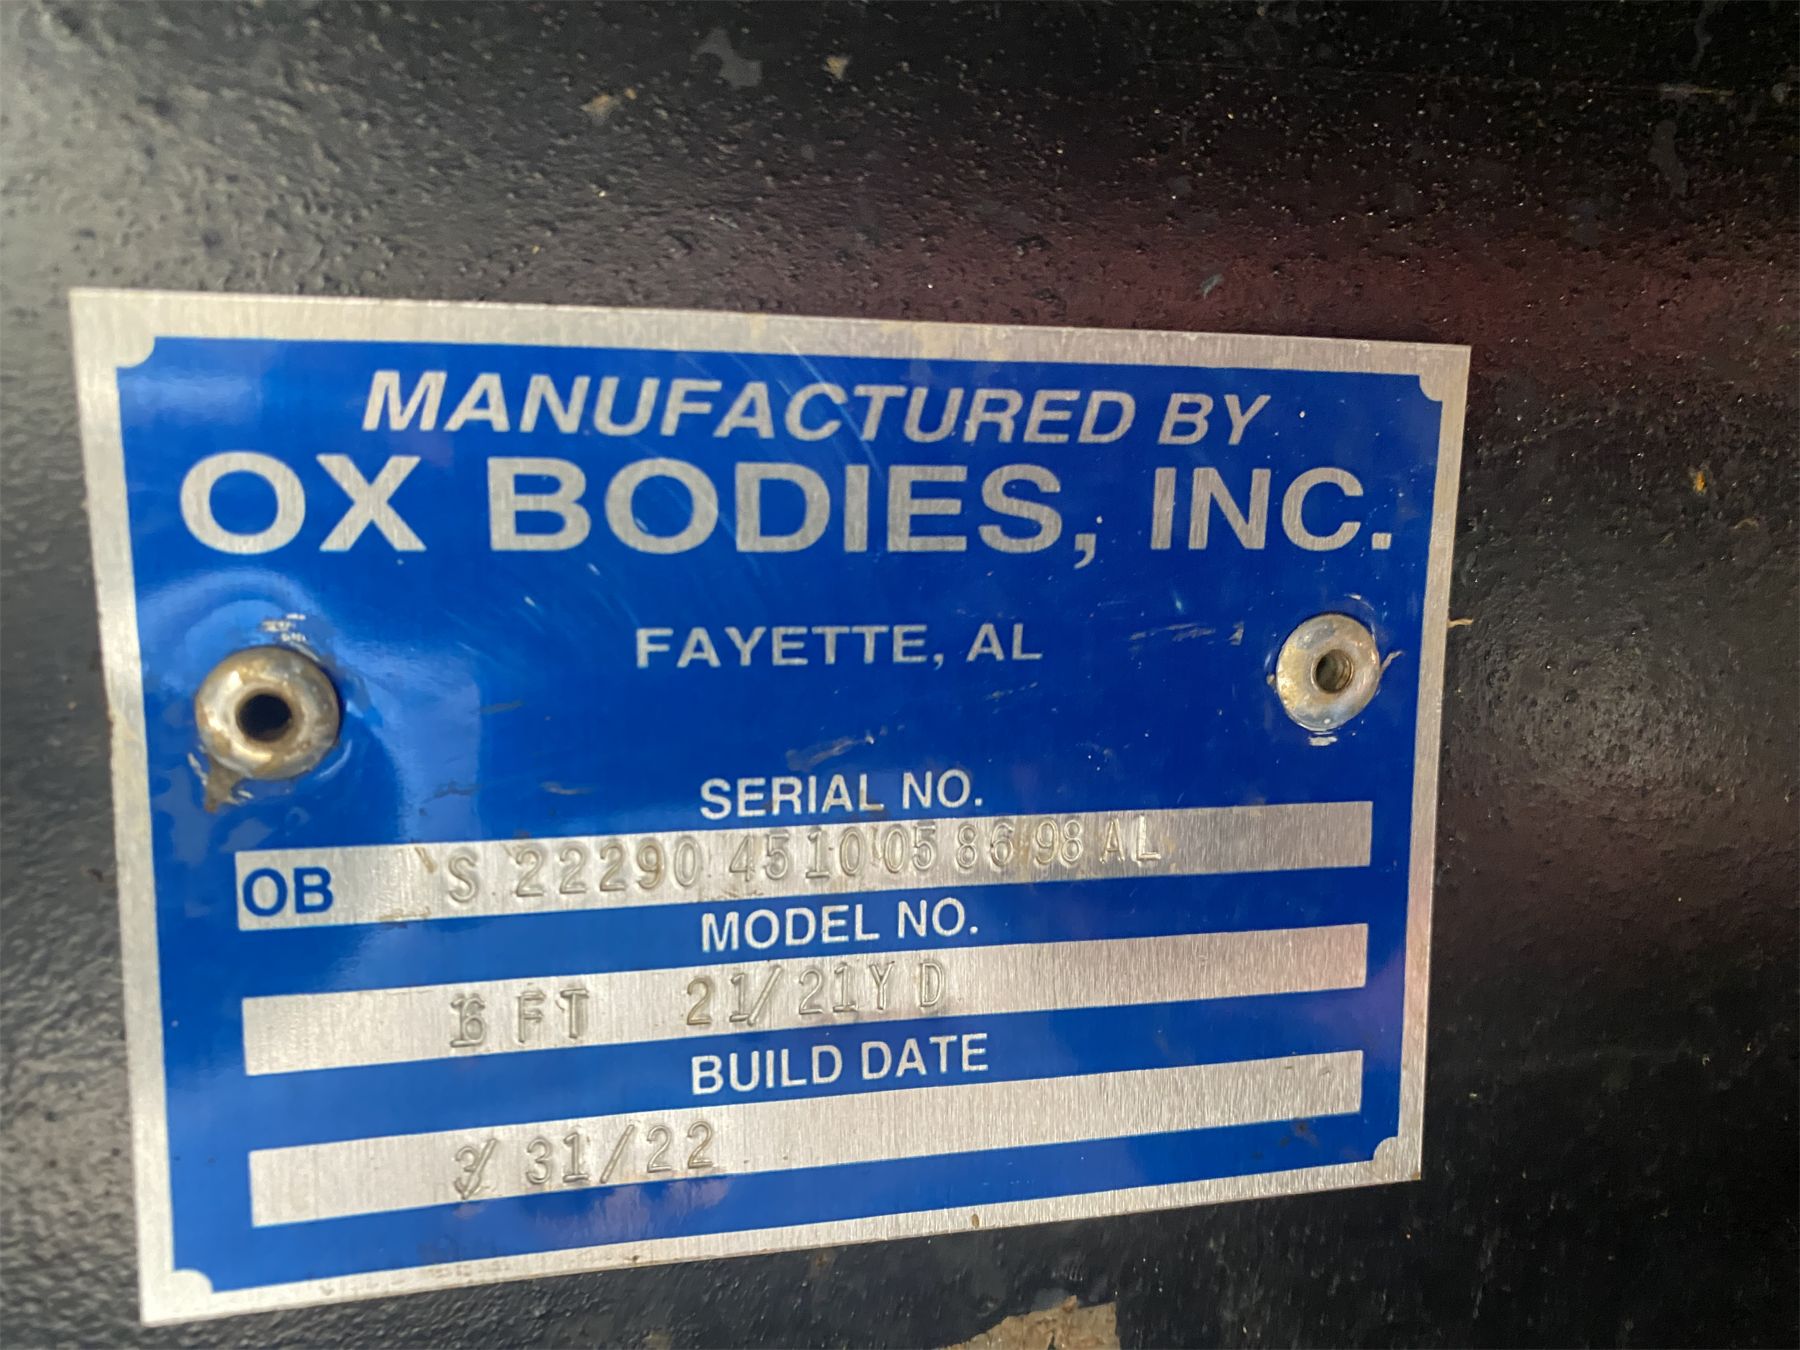 MANUFACTURED BY
OX BODIES, INC.
FAYETTE, AL
SERIAL NO.
OB S 22290 4510 05 86 98 AL
MODEL NO.
FT 21/21YD
BUILD DATE
3/ 31/22